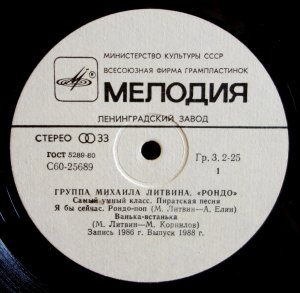 МИНИСТЕРСТВО КУЛЬТУРЫ СССР
ВСЕСОЮЗНАЯ ФИРМА ГРАМПЛАСТИНОК
МЕЛОДИЯ
ЛЕНИНГРАДСКИЙ ЗАВОД
СТЕРЕО 33
ГОСТ 5289-80
С60-25689
Гр. 3. 2-25
1
ГРУППА МИХАИЛА ЛИТВИНА. «РОНДО»
Самый умный класс. Пиратская песня
Я бы сейчас. Рондо-поп (М. Литвин—А. Елин)
Ванька-встанька
(М. Литвин—М. Корнилов)
Запись 1986 г. Выпуск 1988 г.